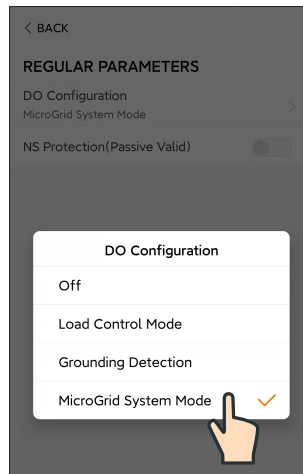 < BACK
REGULAR PARAMETERS
DO Configuration
MicroGrid System Mode
NS Protection(Passive Valid)
DO Configuration
Off
Load Control Mode
Grounding Detection
MicroGrid System Mode